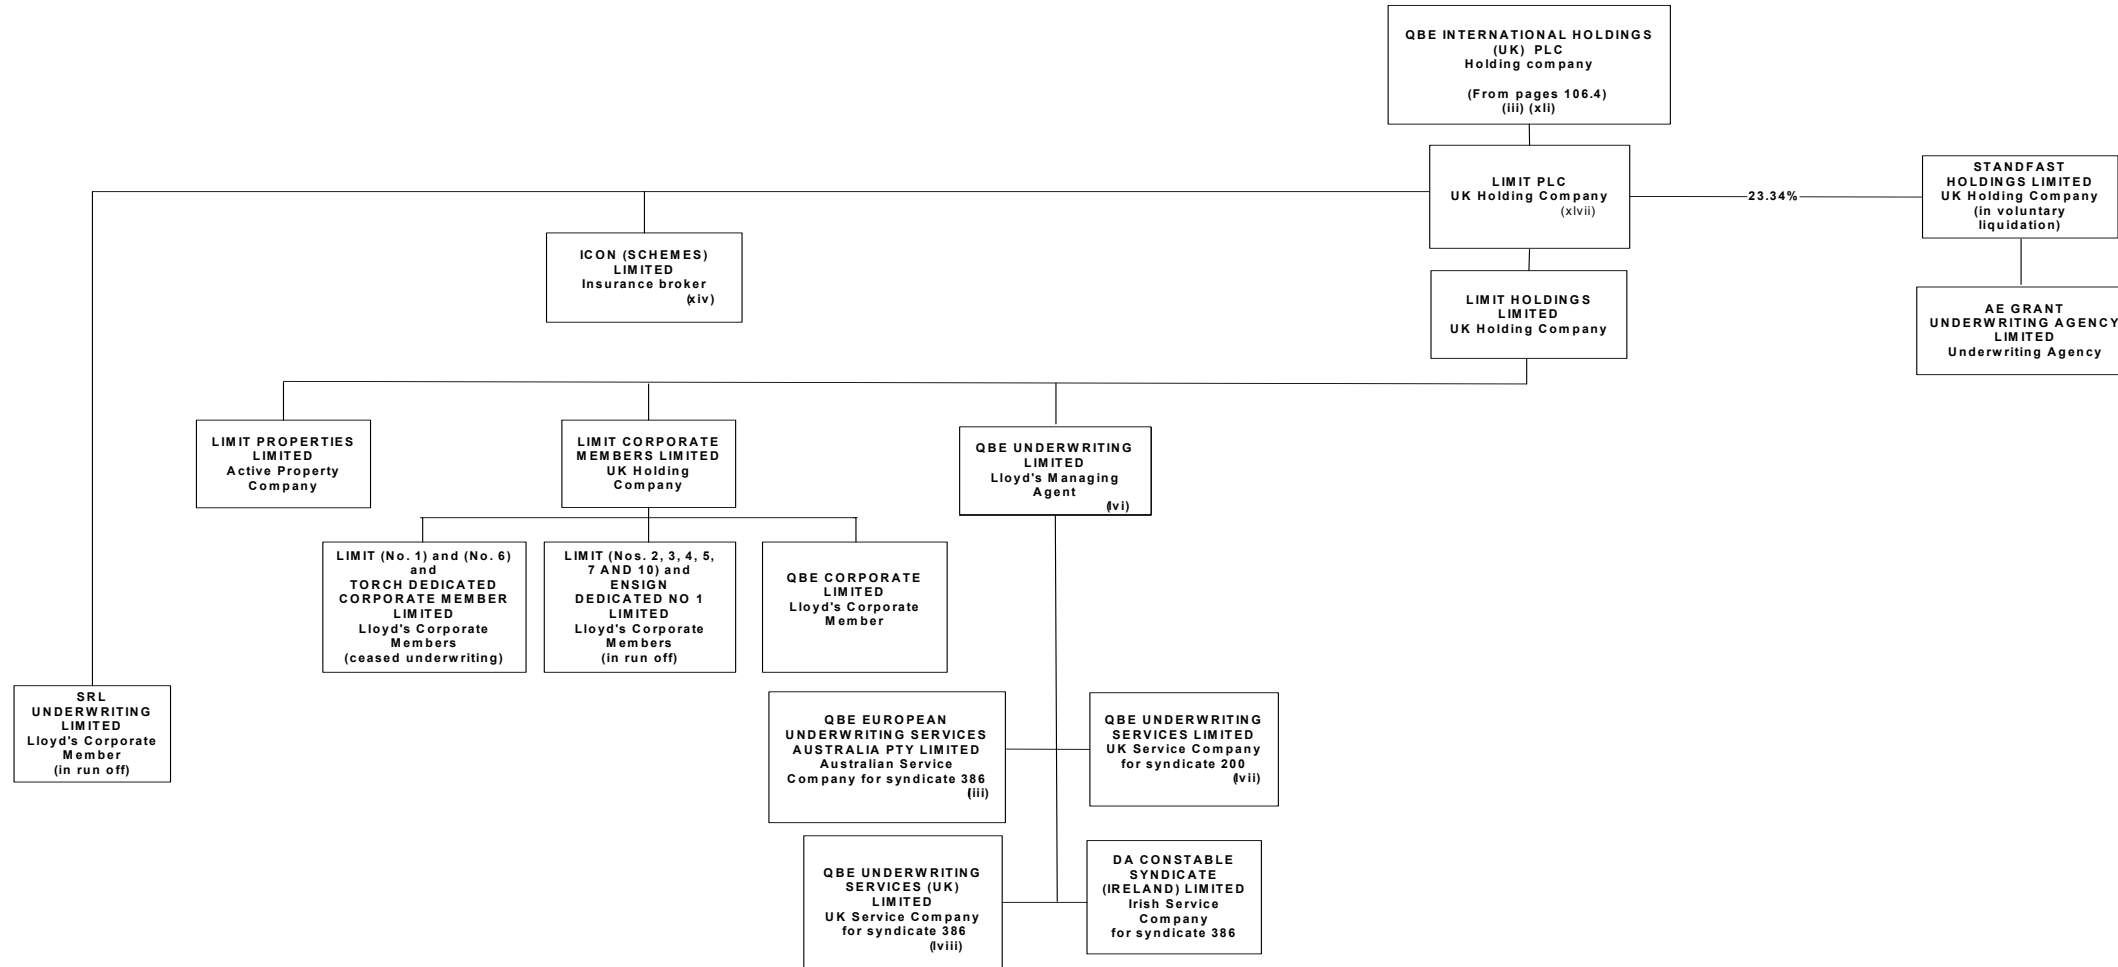 QBE INTERNATIONAL HOLDINGS
(UK) PLC
Holding company
(From pages 106.4)
(iii) (xli)
LIMIT PLC
UK Holding Company
(xlvii)
23.34%
STANDFAST
HOLDINGS LIMITED
UK Holding Company
(in voluntary
liquidation)
ICON (SCHEMES)
LIMITED
Insurance broker
(xiv)
LIMIT HOLDINGS
LIMITED
UK Holding Company
AE GRANT
UNDERWRITING AGENCY
LIMITED
Underwriting Agency
LIMIT PROPERTIES
LIMITED
Active Property
Company
LIMIT CORPORATE
MEMBERS LIMITED
UK Holding
Company
QBE UNDERWRITING
LIMITED
Lloyd's Managing
Agent
(lvi)
LIMIT (No. 1) and (No. 6)
and
TORCH DEDICATED
CORPORATE MEMBER
LIMITED
Lloyd's Corporate
Members
(ceased underwriting)
LIMIT (Nos. 2, 3, 4, 5,
7 AND 10) and
ENSIGN
DEDICATED NO 1
LIMITED
Lloyd's Corporate
Members
(in run off)
QBE CORPORATE
LIMITED
Lloyd's Corporate
Member
SRL
UNDERWRITING
LIMITED
Lloyd's Corporate
Member
(in run off)
QBE EUROPEAN
UNDERWRITING SERVICES
AUSTRALIA PTY LIMITED
Australian Service
Company for syndicate 386
(iii)
QBE UNDERWRITING
SERVICES LIMITED
UK Service Company
for syndicate 200
(lvii)
QBE UNDERWRITING
SERVICES (UK)
LIMITED
UK Service Company
for syndicate 386
(lviii)
DA CONSTABLE
SYNDICATE
(IRELAND) LIMITED
Irish Service
Company
for syndicate 386